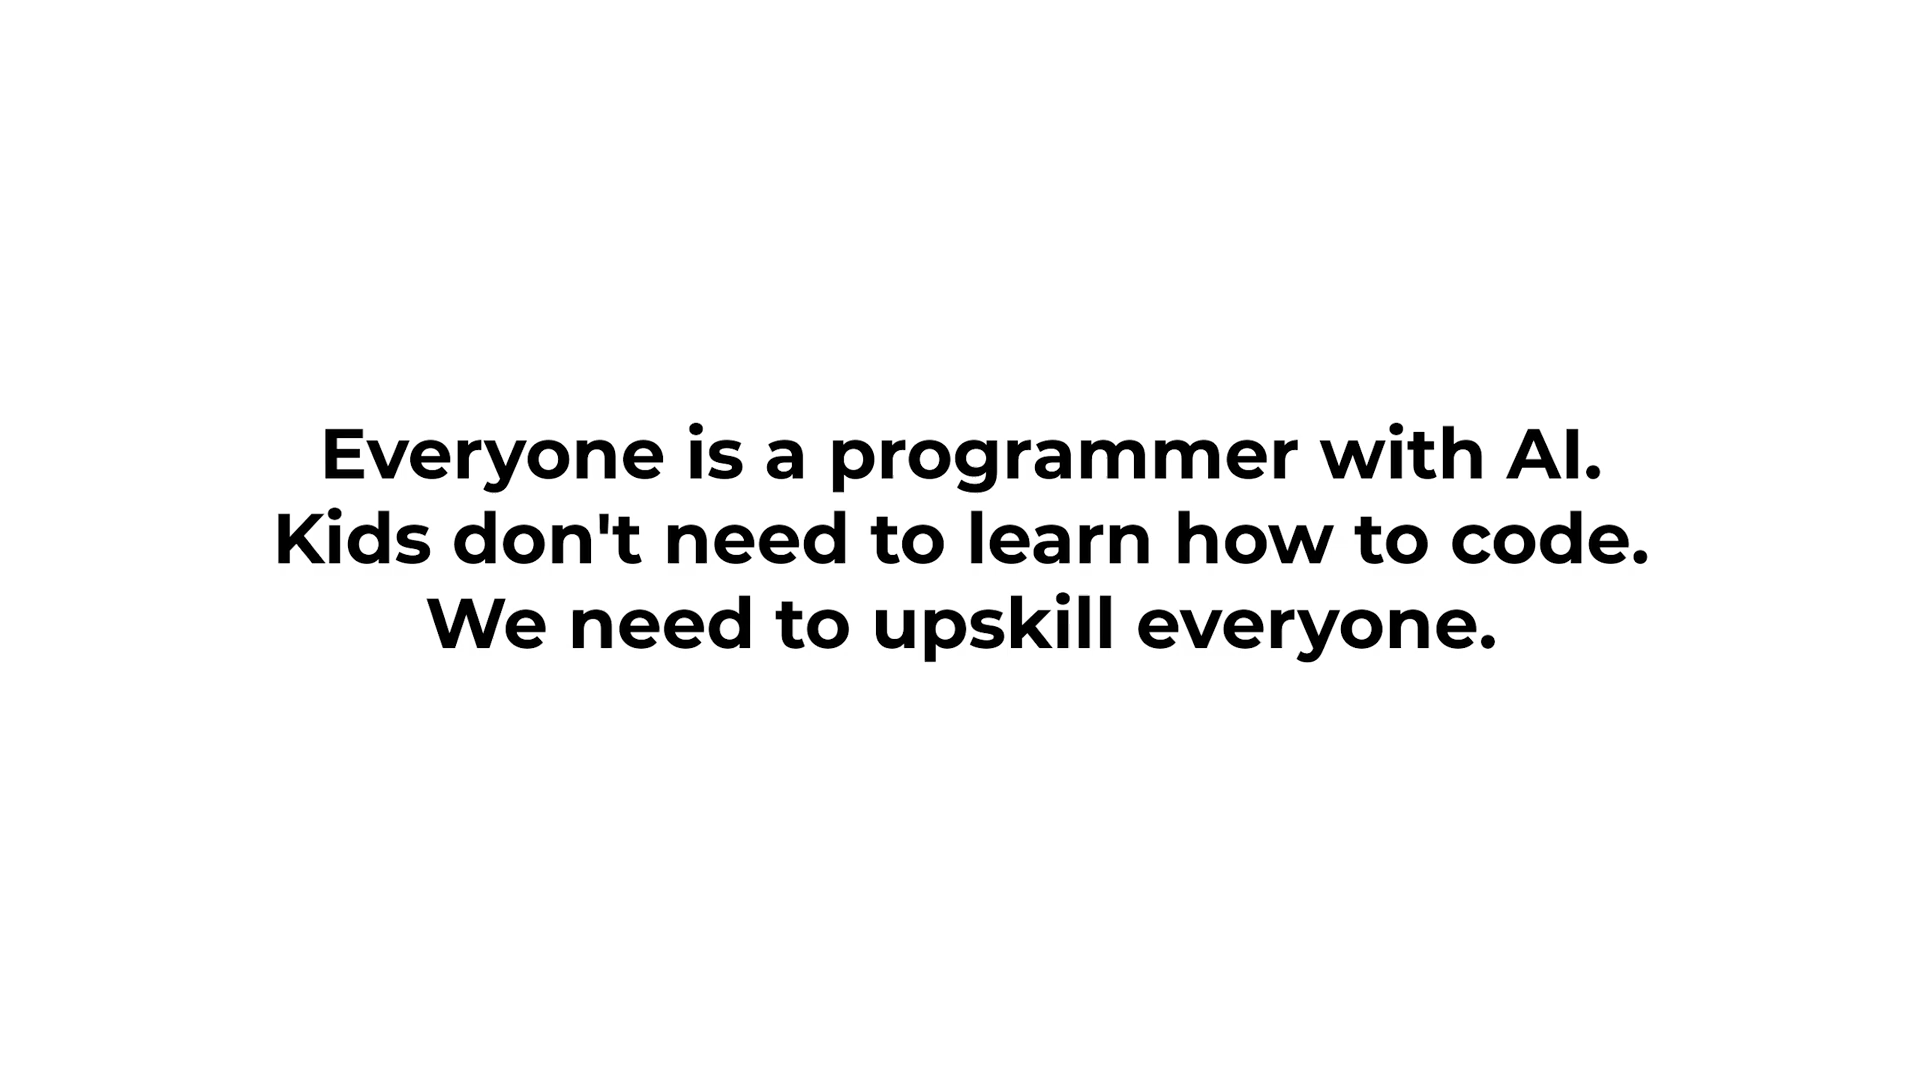 Everyone is a programmer with AI.
Kids don't need to learn how to code.
We need to upskill everyone.